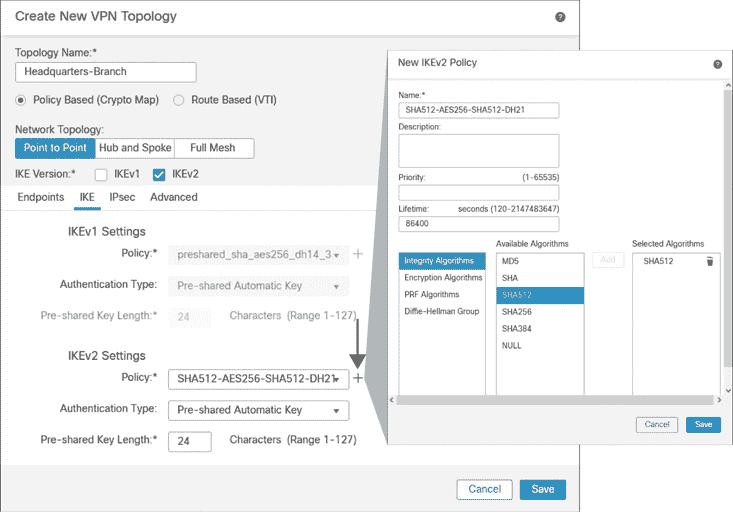 Create New VPN Topology
?
Topology Name:*
Headquarters-Branch
Policy Based (Crypto Map) Route Based (VTI)
Network Topology:
Point to Point Hub and Spoke Full Mesh
IKE Version:* IKEv1 IKEv2
Endpoints IKE IPsec Advanced
IKEv1 Settings
Policy:* preshared_sha_aes256_dh14_3 +
Authentication Type: Pre-shared Automatic Key
Pre-shared Key Length:* 24 Characters (Range 1-127)
IKEv2 Settings
Policy:* SHA512-AES256-SHA512-DH21 +
Authentication Type: Pre-shared Automatic Key
Pre-shared Key Length:* 24 Characters (Range 1-127)
Cancel Save
New IKEv2 Policy
?
Name:*
SHA512-AES256-SHA512-DH21
Description:
Priority: (1-65535)
Lifetime: seconds (120-2147483647)
86400
Available Algorithms Selected Algorithms
Integrity Algorithms MD5 Add SHA512
Encryption Algorithms SHA
PRF Algorithms SHA512
Diffie-Hellman Group SHA256
SHA384
NULL
Cancel Save